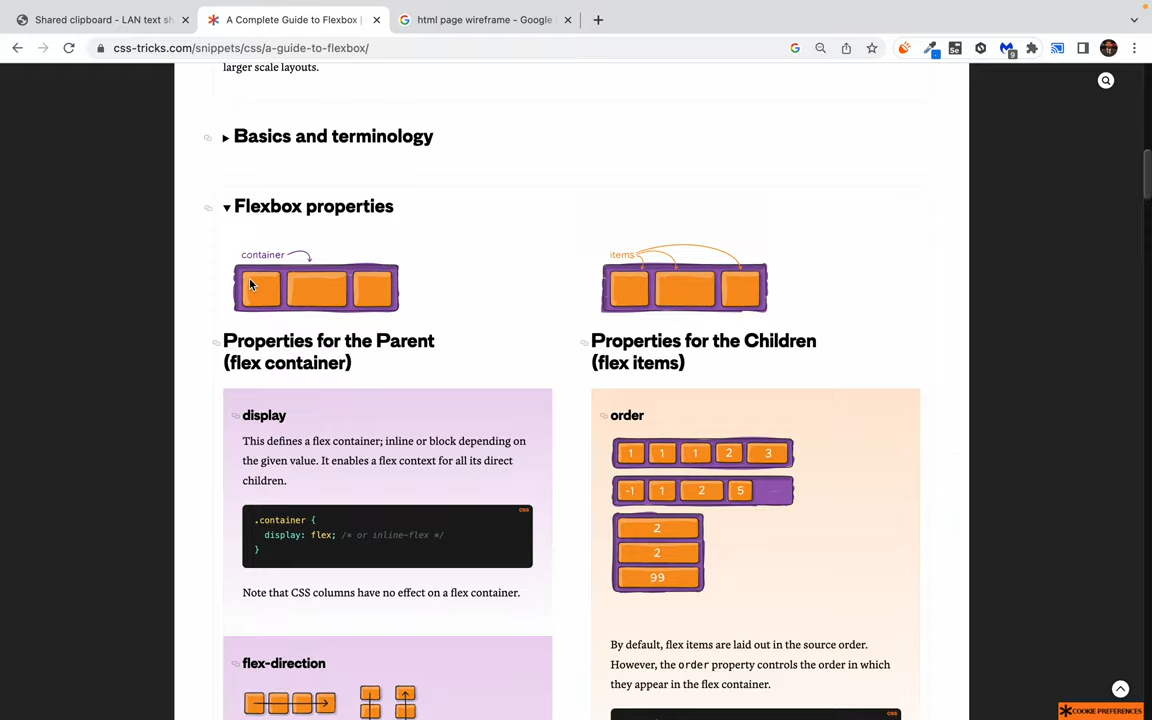 Shared clipboard - LAN text sh
A Complete Guide to Flexbox
html page wireframe - Google
css-tricks.com/snippets/css/a-guide-to-flexbox/
Se
9
larger scale layouts.
Basics and terminology
Flexbox properties
container
items
Properties for the Parent
(flex container)
Properties for the Children
(flex items)
display
This defines a flex container; inline or block depending on
the given value. It enables a flex context for all its direct
children.
CSS
.container {
display: flex; /* or inline-flex */
}
Note that CSS columns have no effect on a flex container.
flex-direction
order
1 1 1 2 3
-1 1 2 5
2
2
99
By default, flex items are laid out in the source order.
However, the order property controls the order in which
they appear in the flex container.
CSS
COOKIE PREFERENCES